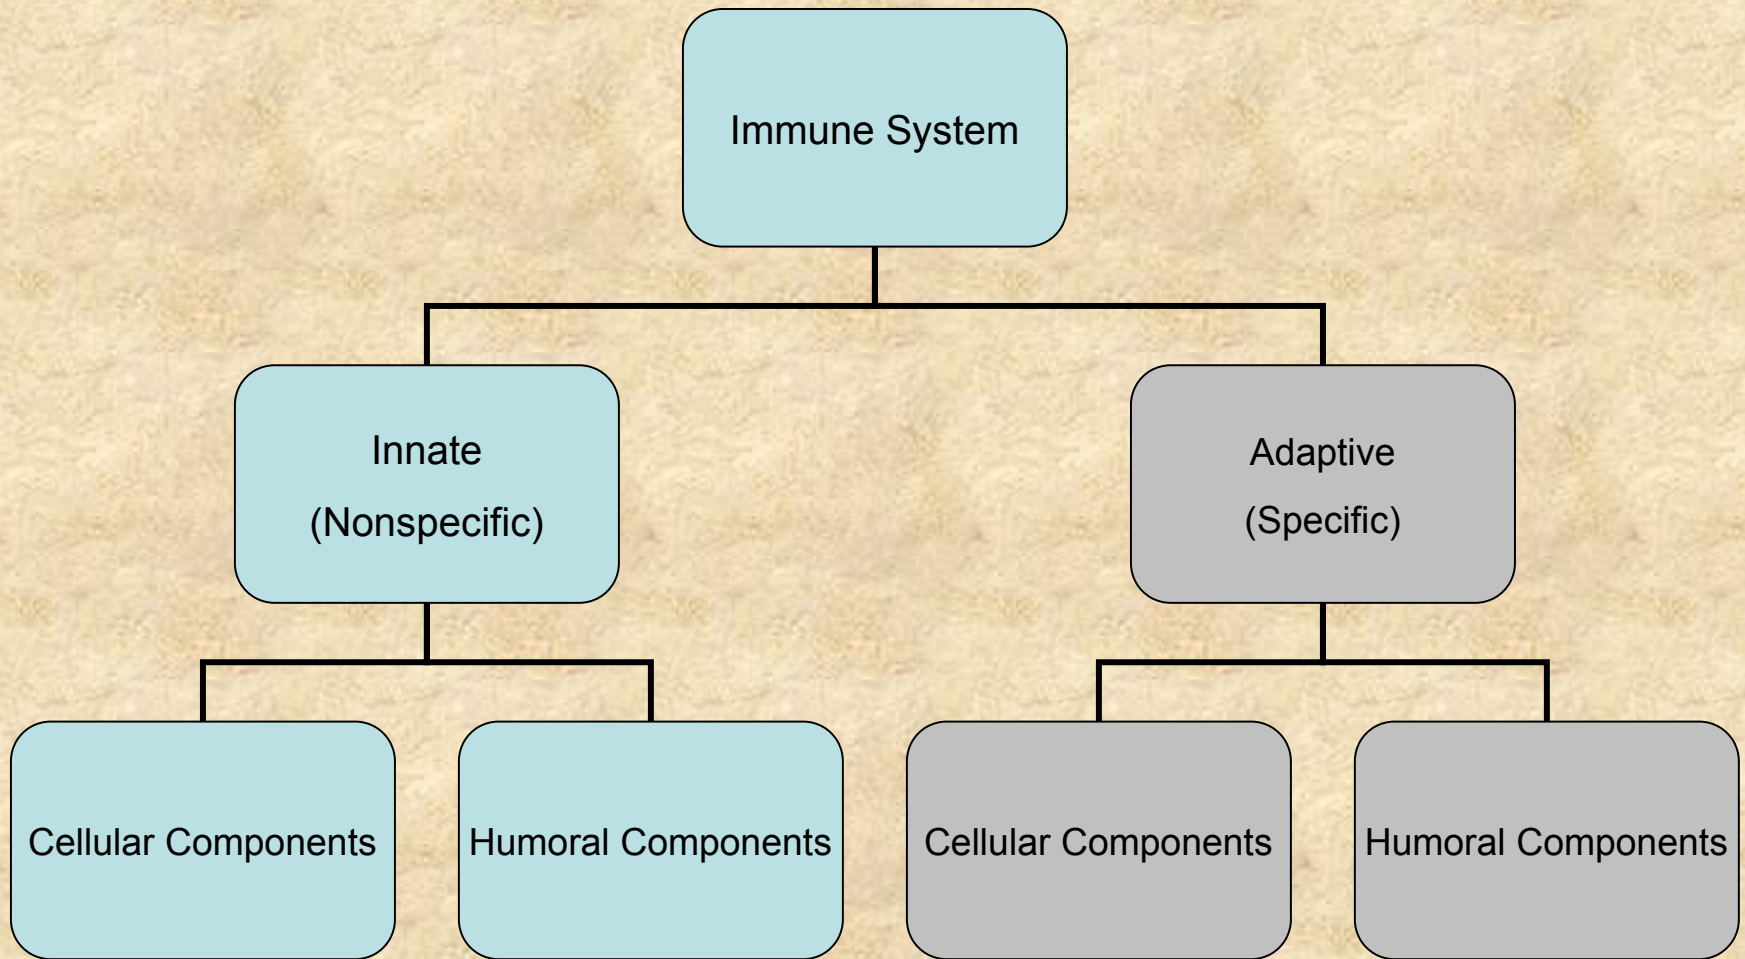 Immune System
Innate
(Nonspecific)
Adaptive
(Specific)
Cellular Components
Humoral Components
Cellular Components
Humoral Components